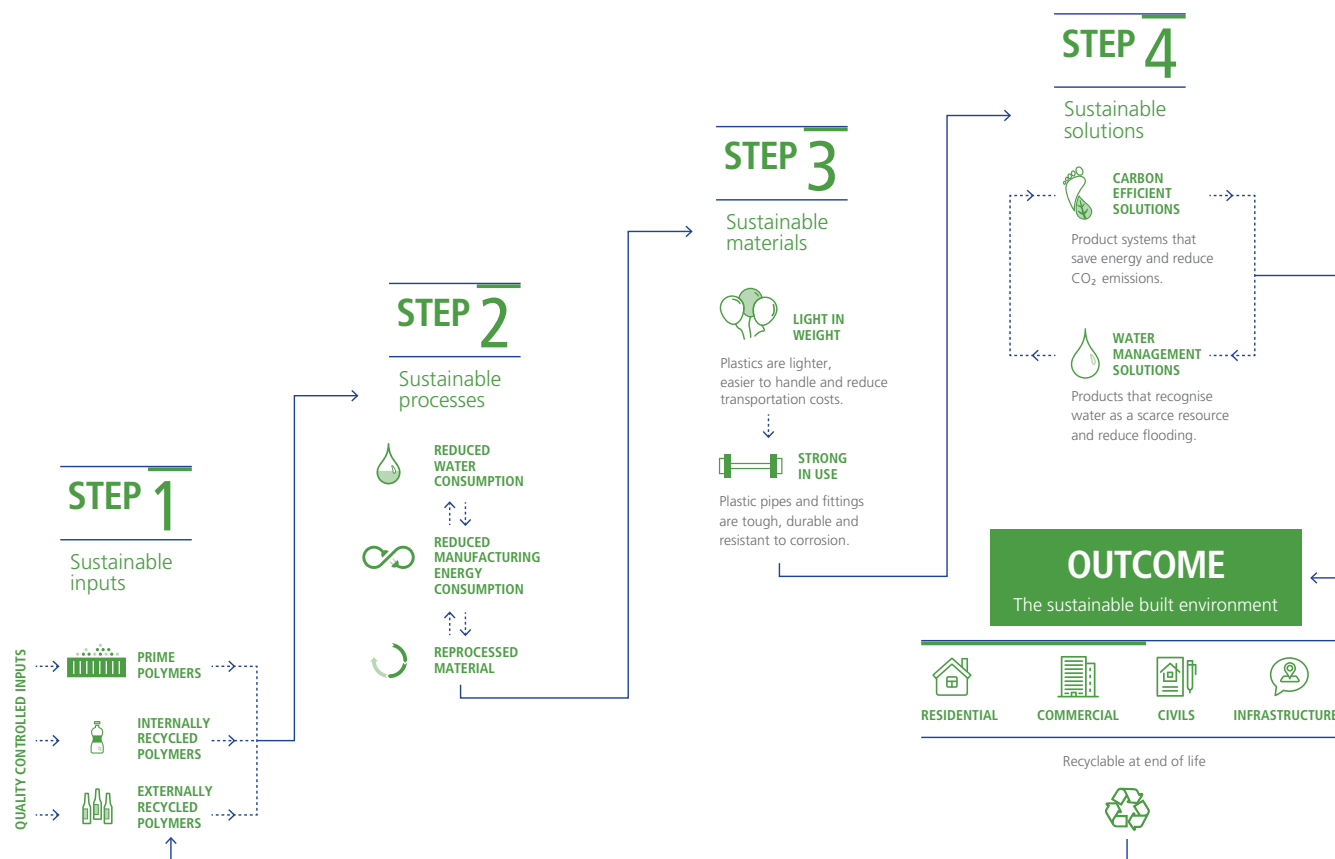 STEP 1
Sustainable
inputs
QUALITY CONTROLLED INPUTS
PRIME
POLYMERS
INTERNALLY
RECYCLED
POLYMERS
EXTERNALLY
RECYCLED
POLYMERS
STEP 2
Sustainable
processes
REDUCED
WATER
CONSUMPTION
REDUCED
MANUFACTURING
ENERGY
CONSUMPTION
REPROCESSED
MATERIAL
STEP 3
Sustainable
materials
LIGHT IN
WEIGHT
Plastics are lighter,
easier to handle and reduce
transportation costs.
STRONG
IN USE
Plastic pipes and fittings
are tough, durable and
resistant to corrosion.
STEP 4
Sustainable
solutions
CARBON
EFFICIENT
SOLUTIONS
Product systems that
save energy and reduce
CO₂ emissions.
WATER
MANAGEMENT
SOLUTIONS
Products that recognise
water as a scarce resource
and reduce flooding.
OUTCOME
The sustainable built environment
RESIDENTIAL
COMMERCIAL
CIVILS
INFRASTRUCTURE
Recyclable at end of life